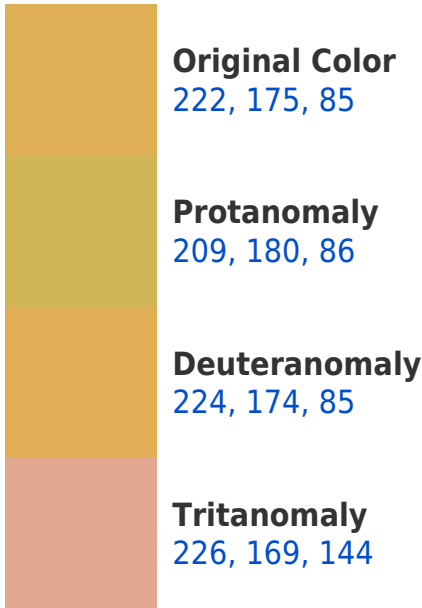 Original Color
222, 175, 85
Protanomaly
209, 180, 86
Deuteranomaly
224, 174, 85
Tritanomaly
226, 169, 144